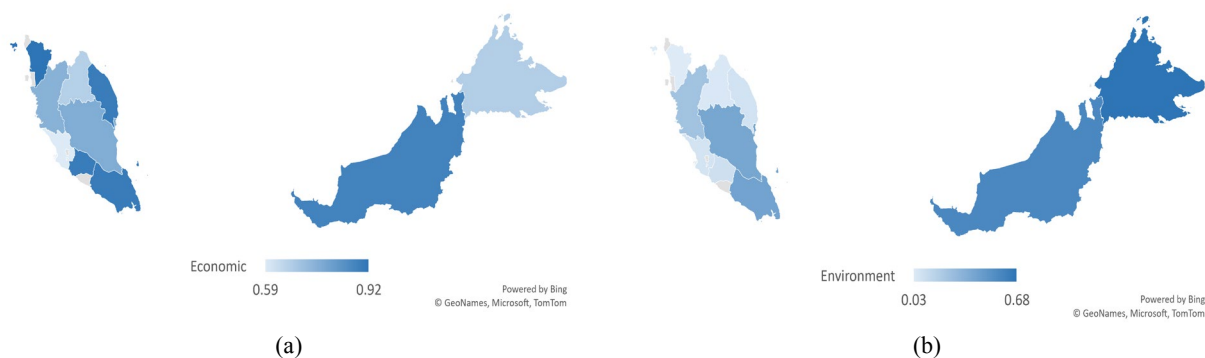 Economic
0.59 0.92
Powered by Bing
© GeoNames, Microsoft, TomTom
(a)
Environment
0.03 0.68
Powered by Bing
© GeoNames, Microsoft, TomTom
(b)